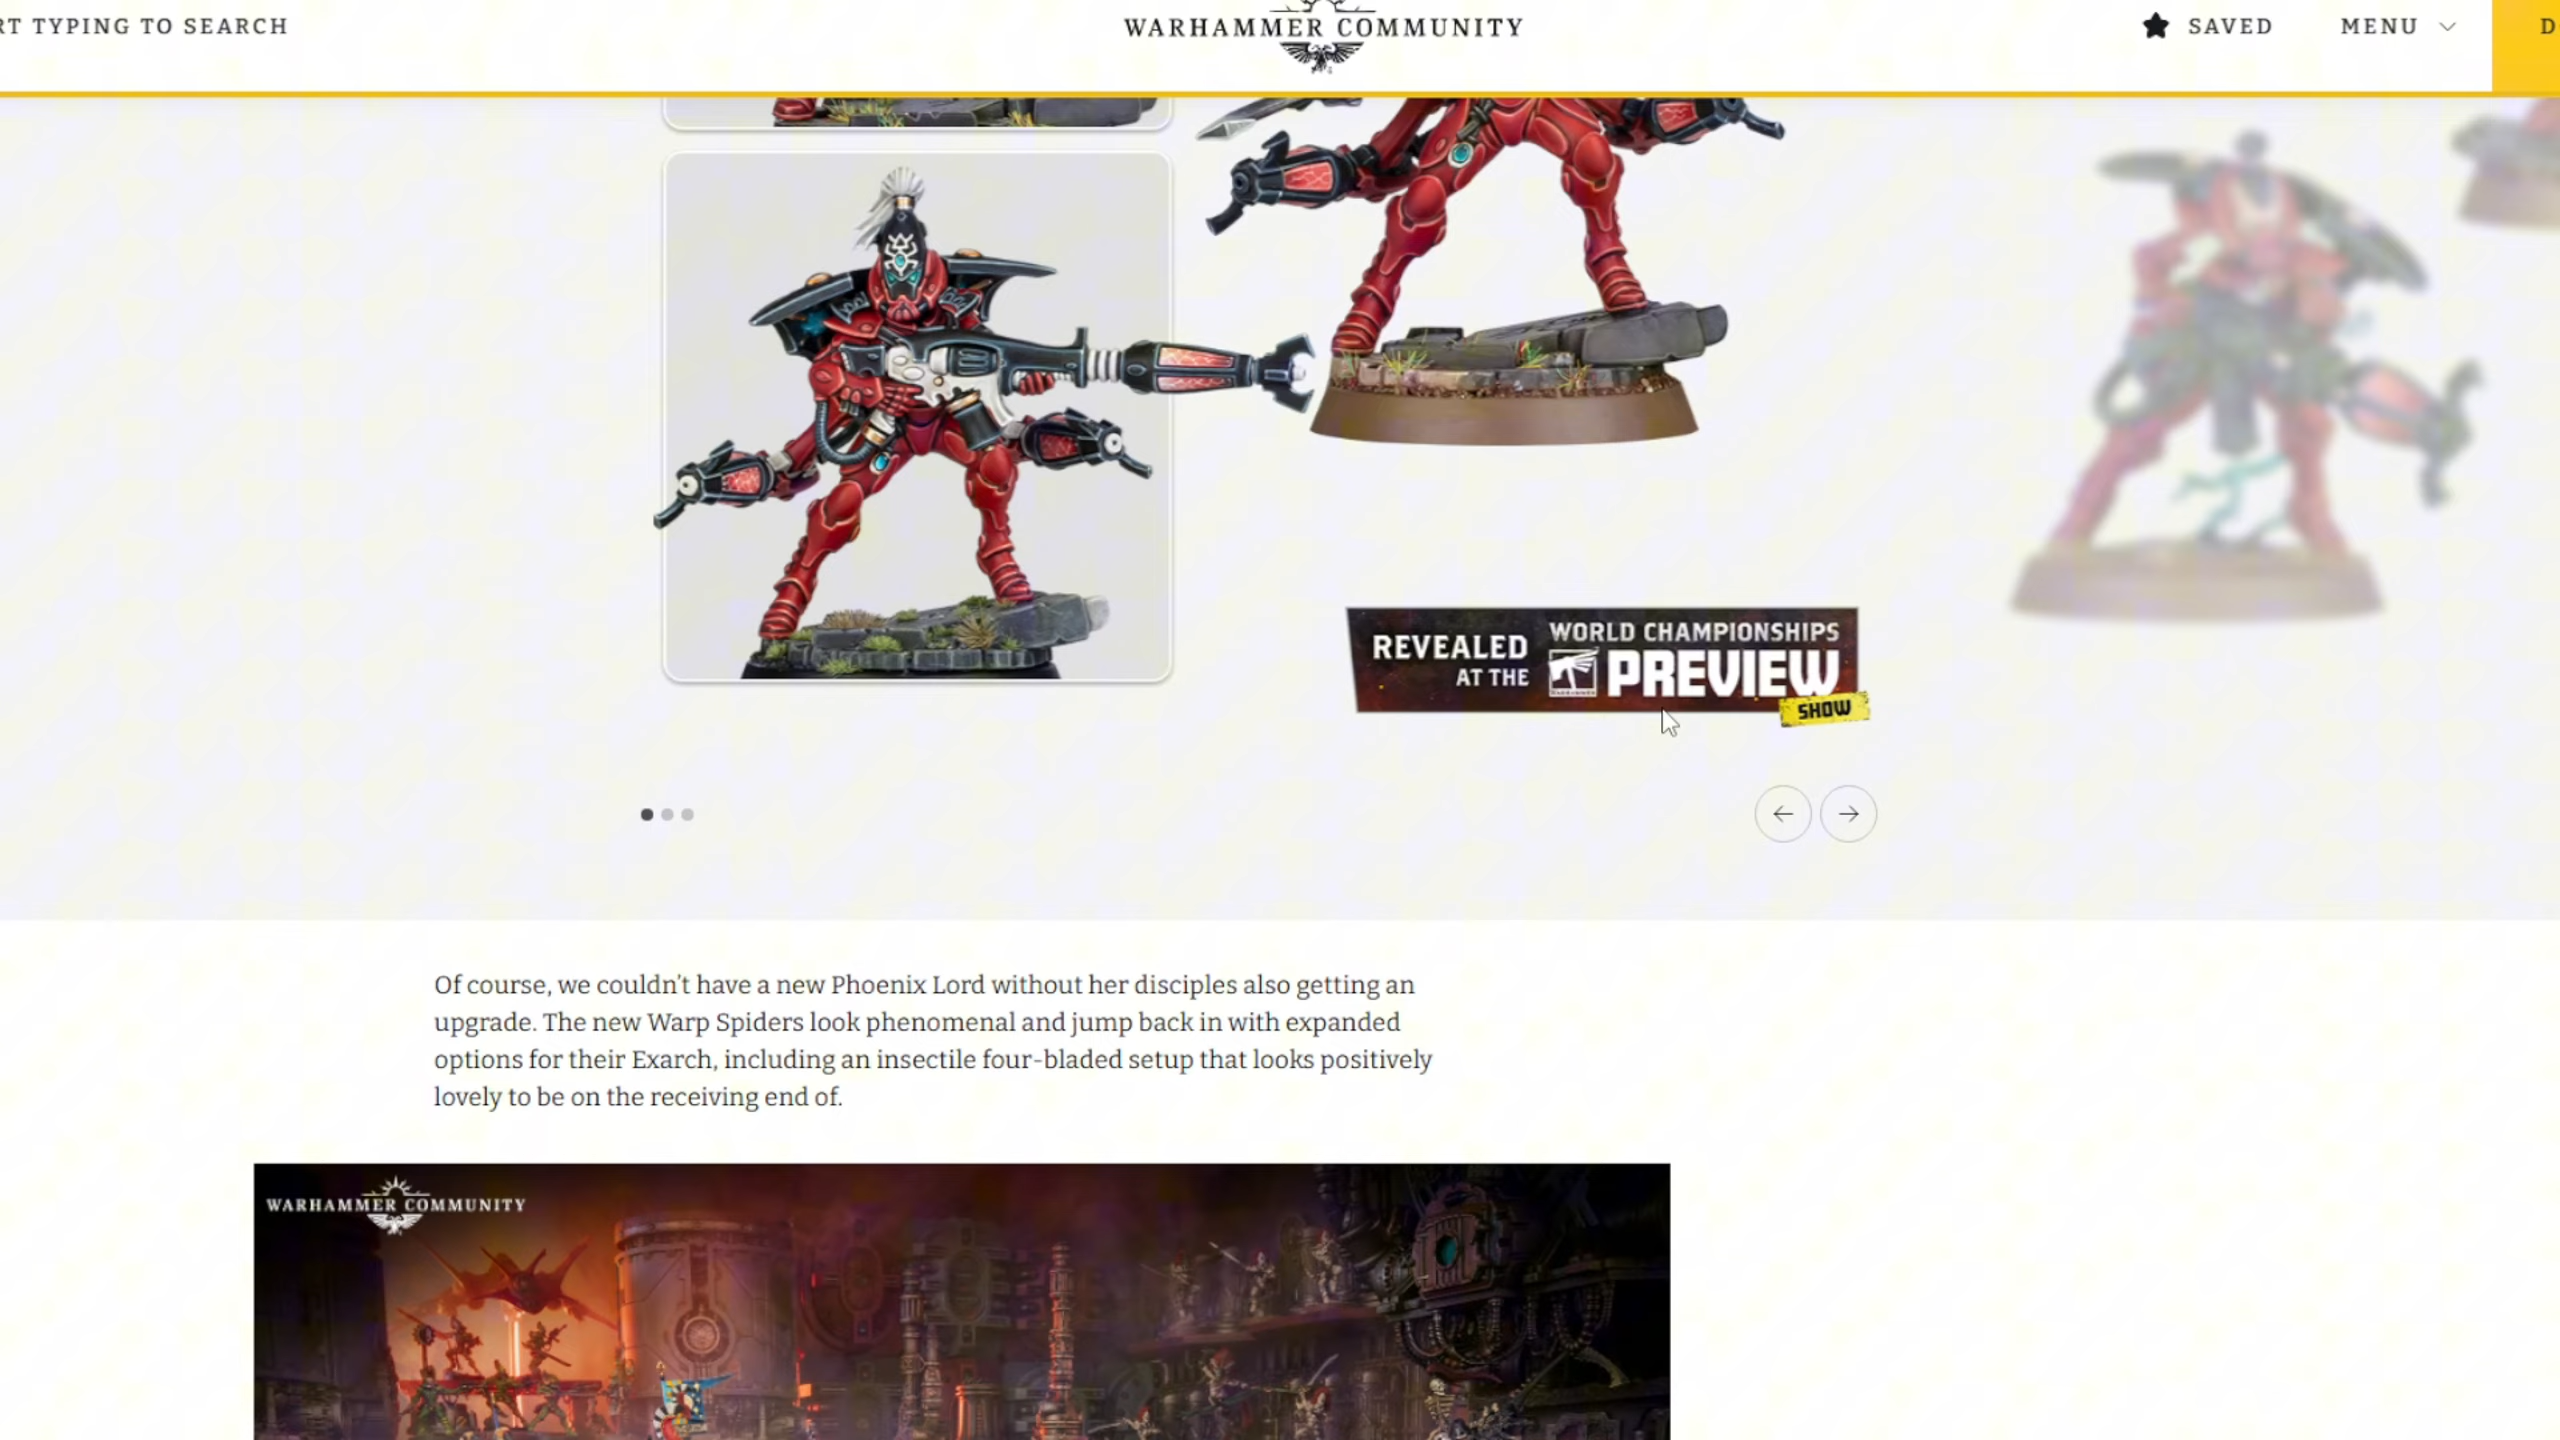 RT TYPING TO SEARCH
WARHAMMER COMMUNITY
SAVED
MENU
D
REVEALED
AT THE
WORLD CHAMPIONSHIPS
PREVIEW
SHOW
Of course, we couldn't have a new Phoenix Lord without her disciples also getting an
upgrade. The new Warp Spiders look phenomenal and jump back in with expanded
options for their Exarch, including an insectile four-bladed setup that looks positively
lovely to be on the receiving end of.
WARHAMMER COMMUNITY